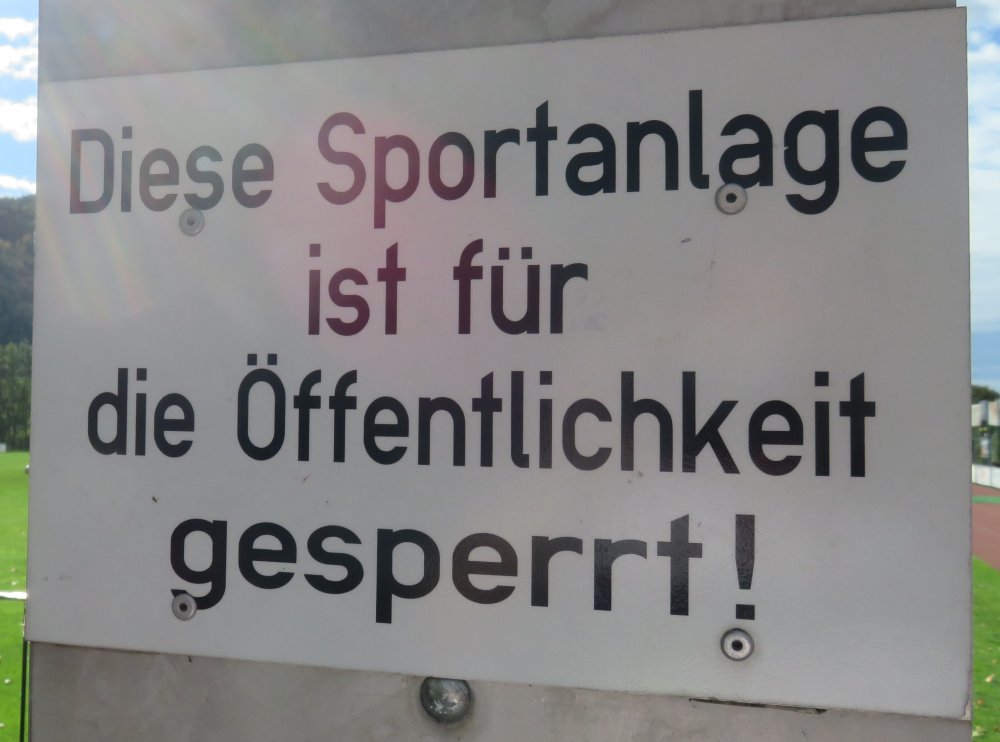 Diese Sportanlage
ist für
die Öffentlichkeit
gesperrt!